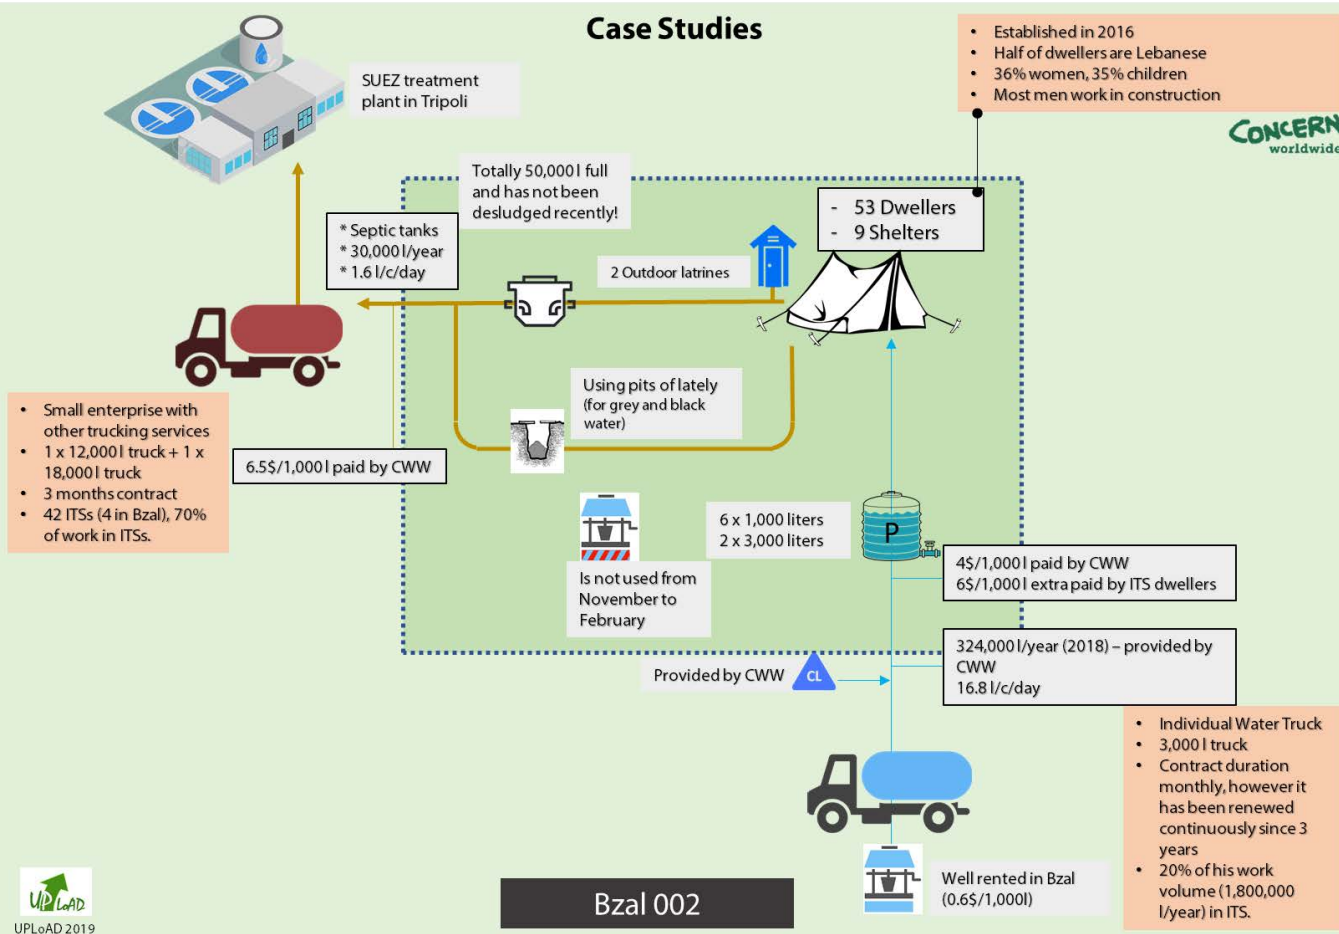 Case Studies
• Established in 2016
• Half of dwellers are Lebanese
• 36% women, 35% children
• Most men work in construction
CONCERN
worldwide
SUEZ treatment
plant in Tripoli
Totally 50,000 l full
and has not been
desludged recently!
- 53 Dwellers
- 9 Shelters
* Septic tanks
* 30,000 l/year
* 1.6 l/c/day
2 Outdoor latrines
Using pits of lately
(for grey and black
water)
• Small enterprise with
other trucking services
• 1 x 12,000 l truck + 1 x
18,000 l truck
• 3 months contract
• 42 ITSs (4 in Bzal), 70%
of work in ITSs.
6.5$/1,000 l paid by CWW
6 x 1,000 liters
2 x 3,000 liters
P
Is not used from
November to
February
4$/1,000 l paid by CWW
6$/1,000 l extra paid by ITS dwellers
324,000 l/year (2018) – provided by
CWW
16.8 l/c/day
Provided by CWW
CL
• Individual Water Truck
• 3,000 l truck
• Contract duration
monthly, however it
has been renewed
continuously since 3
years
• 20% of his work
volume (1,800,000
l/year) in ITS.
Well rented in Bzal
(0.6$/1,000l)
Bzal 002
UPLoAD
UPLoAD 2019